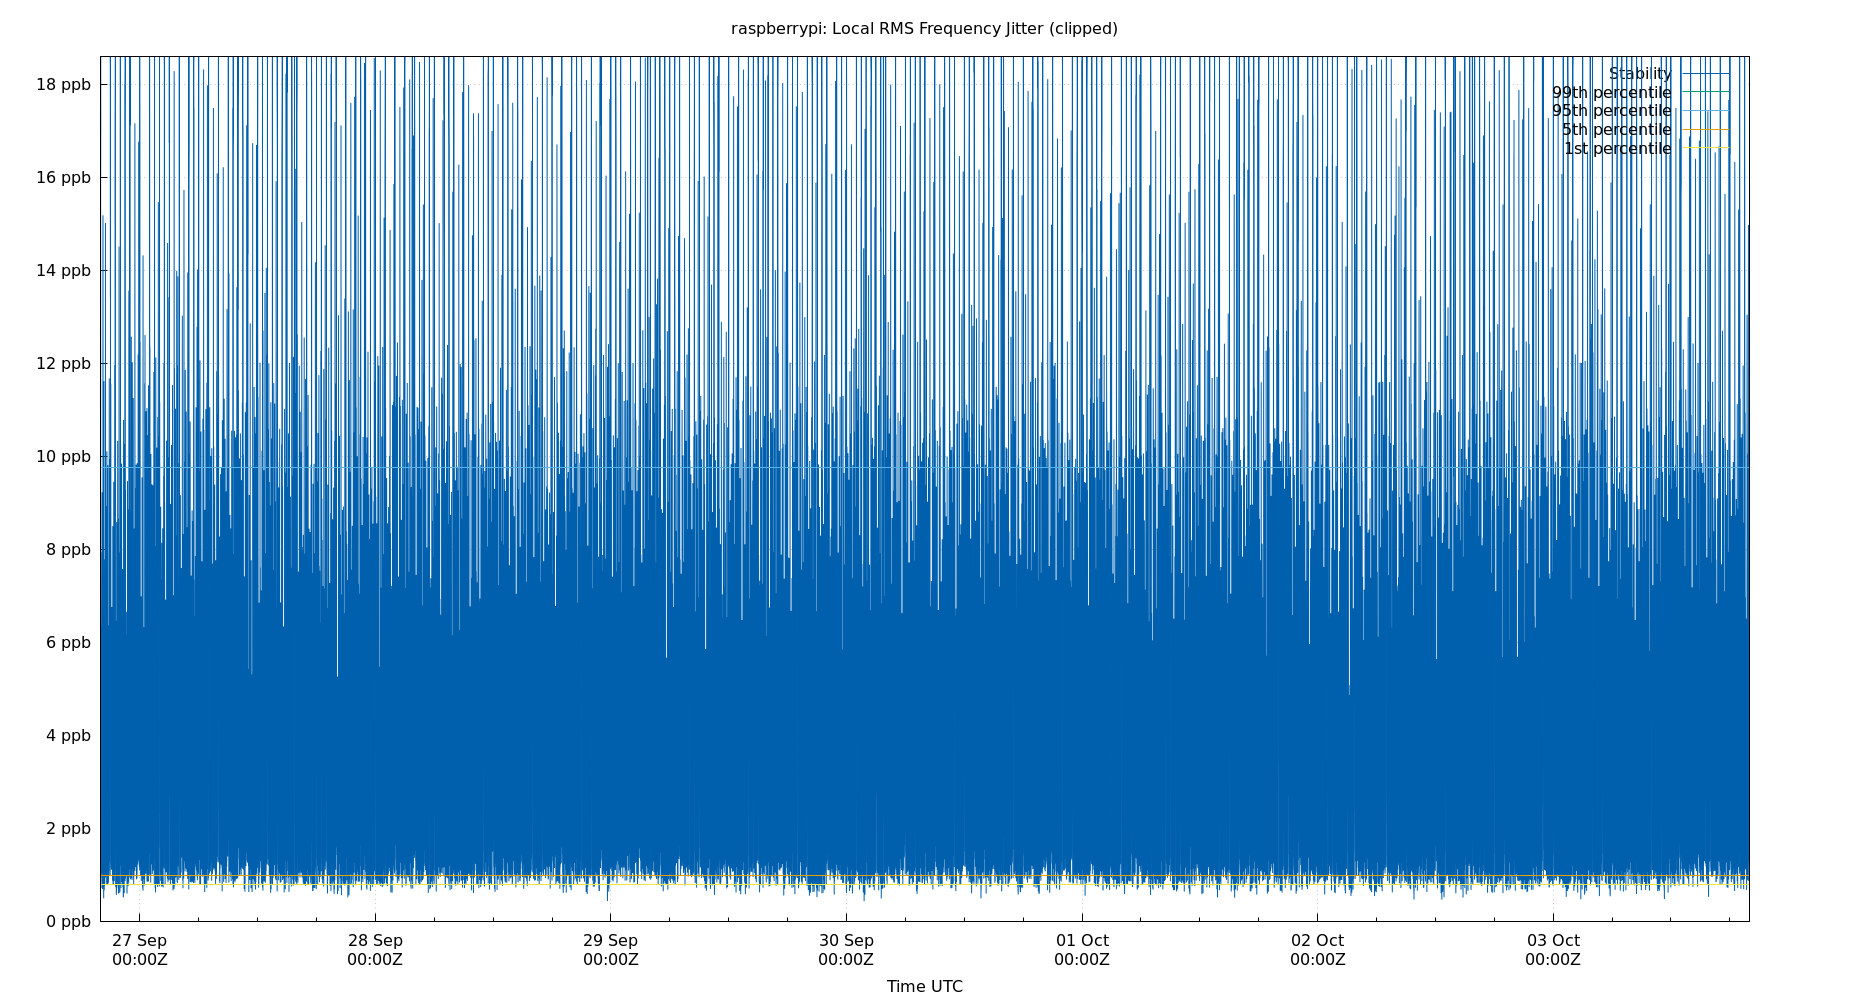 raspberrypi: Local RMS Frequency Jitter (clipped)
Stability
99th percentile
95th percentile
5th percentile
1st percentile
18 ppb
16 ppb
14 ppb
12 ppb
10 ppb
8 ppb
6 ppb
4 ppb
2 ppb
0 ppb
27 Sep 28 Sep 29 Sep 30 Sep 01 Oct 02 Oct 03 Oct
00:00Z 00:00Z 00:00Z 00:00Z 00:00Z 00:00Z 00:00Z
Time UTC